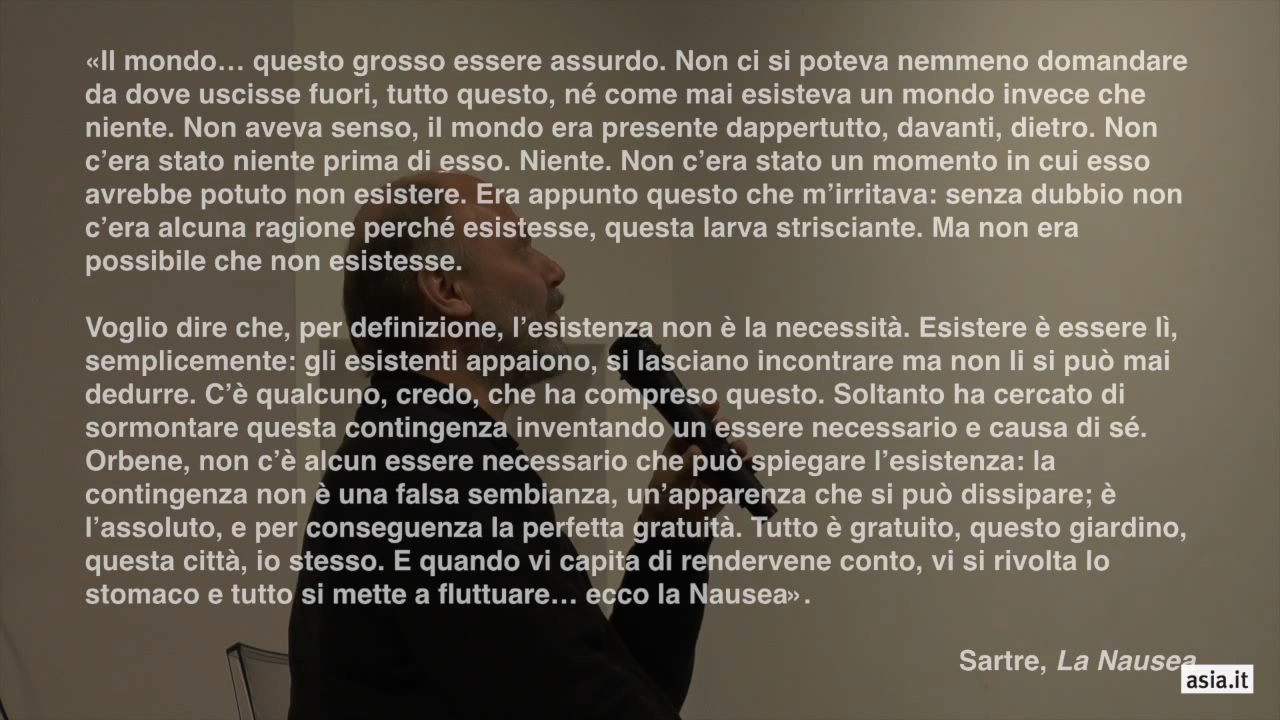 «Il mondo… questo grosso essere assurdo. Non ci si poteva nemmeno domandare
da dove uscisse fuori, tutto questo, né come mai esisteva un mondo invece che
niente. Non aveva senso, il mondo era presente dappertutto, davanti, dietro. Non
c’era stato niente prima di esso. Niente. Non c’era stato un momento in cui esso
avrebbe potuto non esistere. Era appunto questo che m’irritava: senza dubbio non
c’era alcuna ragione perché esistesse, questa larva strisciante. Ma non era
possibile che non esistesse.
Voglio dire che, per definizione, l’esistenza non è la necessità. Esistere è essere lì,
semplicemente: gli esistenti appaiono, si lasciano incontrare ma non li si può mai
dedurre. C’è qualcuno, credo, che ha compreso questo. Soltanto ha cercato di
sormontare questa contingenza inventando un essere necessario e causa di sé.
Orbene, non c’è alcun essere necessario che può spiegare l’esistenza: la
contingenza non è una falsa sembianza, un’apparenza che si può dissipare; è
l’assoluto, e per conseguenza la perfetta gratuità. Tutto è gratuito, questo giardino,
questa città, io stesso. E quando vi capita di rendervene conto, vi si rivolta lo
stomaco e tutto si mette a fluttuare… ecco la Nausea».
Sartre, La Nausea
asia.it